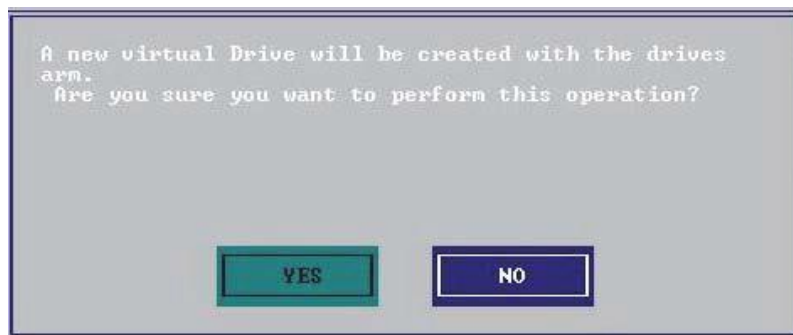 A new virtual Drive will be created with the drives
arm.
Are you sure you want to perform this operation?
YES
NO